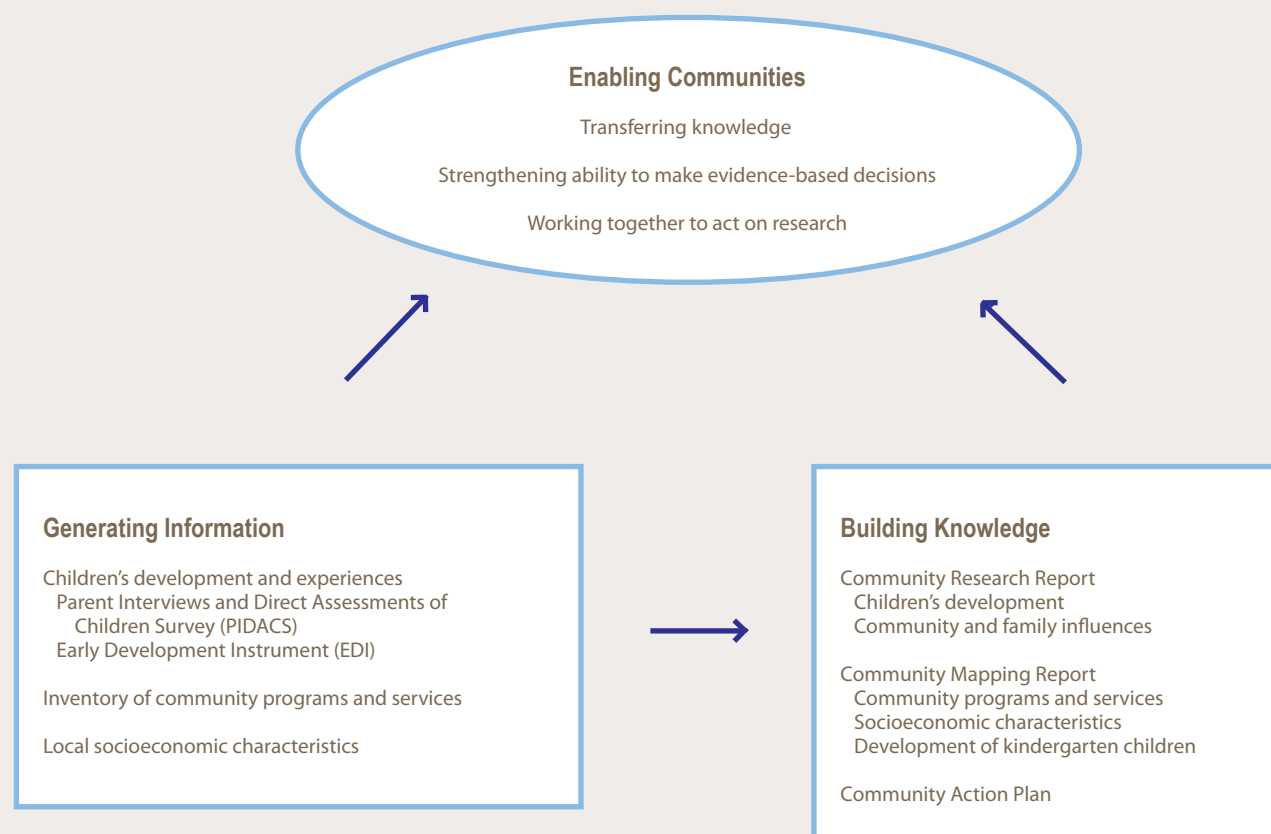 Enabling Communities
Transferring knowledge
Strengthening ability to make evidence-based decisions
Working together to act on research
Generating Information
Children’s development and experiences
Parent Interviews and Direct Assessments of
Children Survey (PIDACS)
Early Development Instrument (EDI)
Inventory of community programs and services
Local socioeconomic characteristics
Building Knowledge
Community Research Report
Children’s development
Community and family influences
Community Mapping Report
Community programs and services
Socioeconomic characteristics
Development of kindergarten children
Community Action Plan